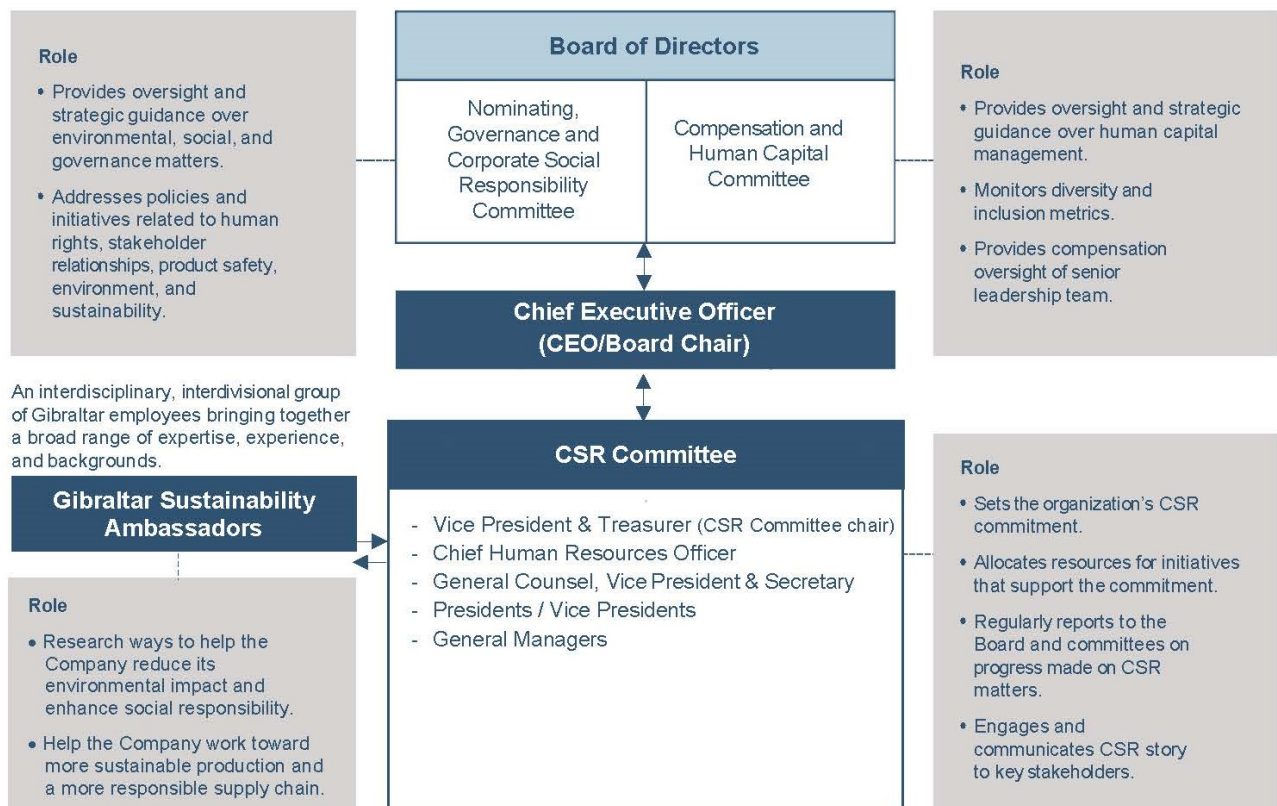 Role
• Provides oversight and
strategic guidance over
environmental, social, and
governance matters.
• Addresses policies and
initiatives related to human
rights, stakeholder
relationships, product safety,
environment, and
sustainability.
Board of Directors
Nominating,
Governance and
Corporate Social
Responsibility
Committee
Compensation and
Human Capital
Committee
Role
• Provides oversight and strategic
guidance over human capital
management.
• Monitors diversity and
inclusion metrics.
• Provides compensation
oversight of senior
leadership team.
Chief Executive Officer
(CEO/Board Chair)
An interdisciplinary, interdivisional group
of Gibraltar employees bringing together
a broad range of expertise, experience,
and backgrounds.
Gibraltar Sustainability
Ambassadors
Role
• Research ways to help the
Company reduce its
environmental impact and
enhance social responsibility.
• Help the Company work toward
more sustainable production and
a more responsible supply chain.
CSR Committee
- Vice President & Treasurer (CSR Committee chair)
- Chief Human Resources Officer
- General Counsel, Vice President & Secretary
- Presidents / Vice Presidents
- General Managers
Role
• Sets the organization's CSR
commitment.
• Allocates resources for initiatives
that support the commitment.
• Regularly reports to the
Board and committees on
progress made on CSR
matters.
• Engages and
communicates CSR story
to key stakeholders.